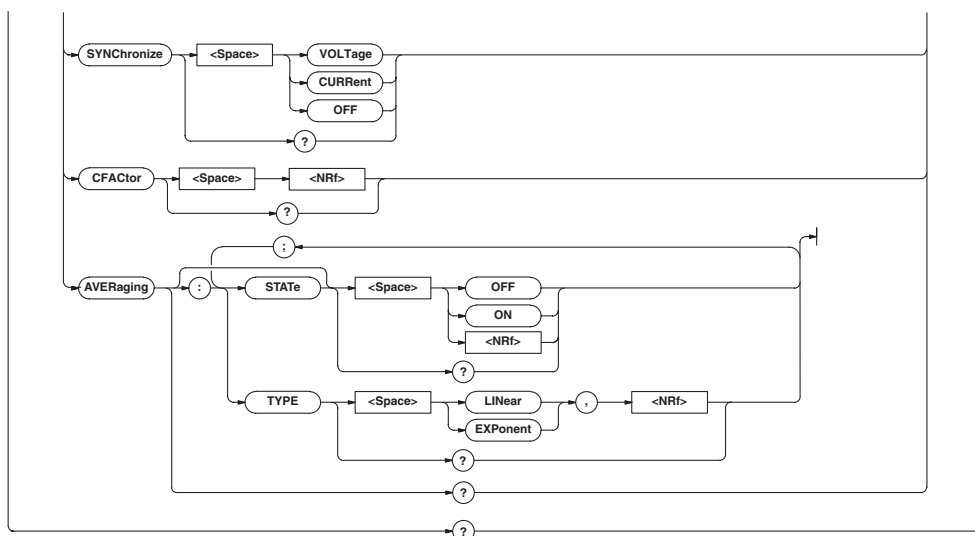 SYNChronize <Space> VOLTage
CURRent
OFF
?
CFACtor <Space> <NRf>
?
;
AVERaging : STATe <Space> OFF
ON
<NRf>
?
TYPE <Space> LINear , <NRf>
EXPonent
?
?
?